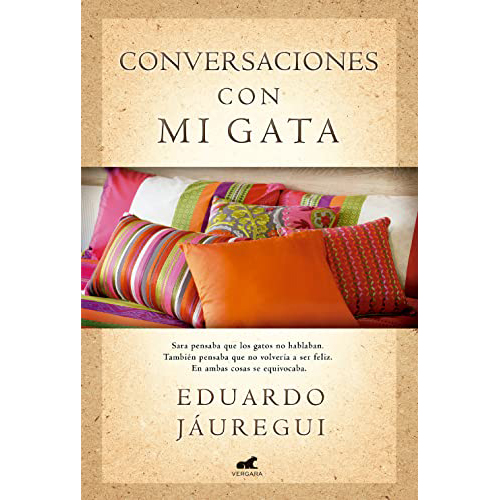 CONVERSACIONES
CON
MI GATA
Sara pensaba que los gatos no hablaban.
También pensaba que no volvería a ser feliz.
En ambas cosas se equivocaba.
EDUARDO
JÁUREGUI
VERGARA